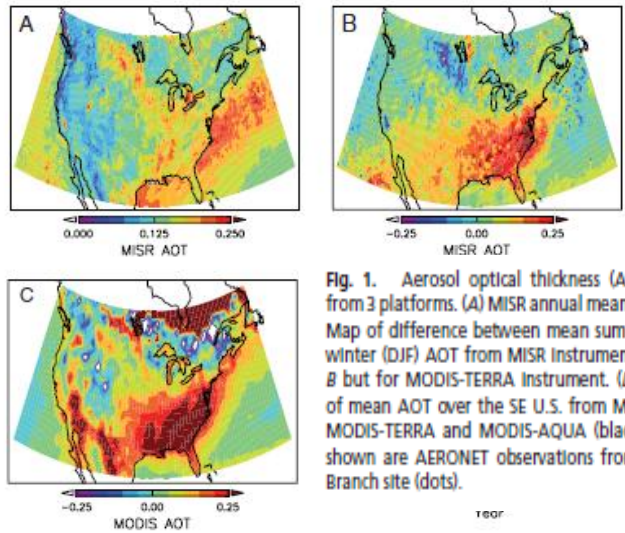 A
B
0.000 0.125 0.250
MISR AOT
-0.25 0.00 0.25
MISR AOT
C
-0.25 0.00 0.25
MODIS AOT
Fig. 1. Aerosol optical thickness (A
from 3 platforms. (A) MISR annual mean
Map of difference between mean sum
winter (DJF) AOT from MISR Instrumen
B but for MODIS-TERRA Instrument. (
of mean AOT over the SE U.S. from M
MODIS-TERRA and MODIS-AQUA (blac
shown are AERONET observations fro
Branch site (dots).
Year